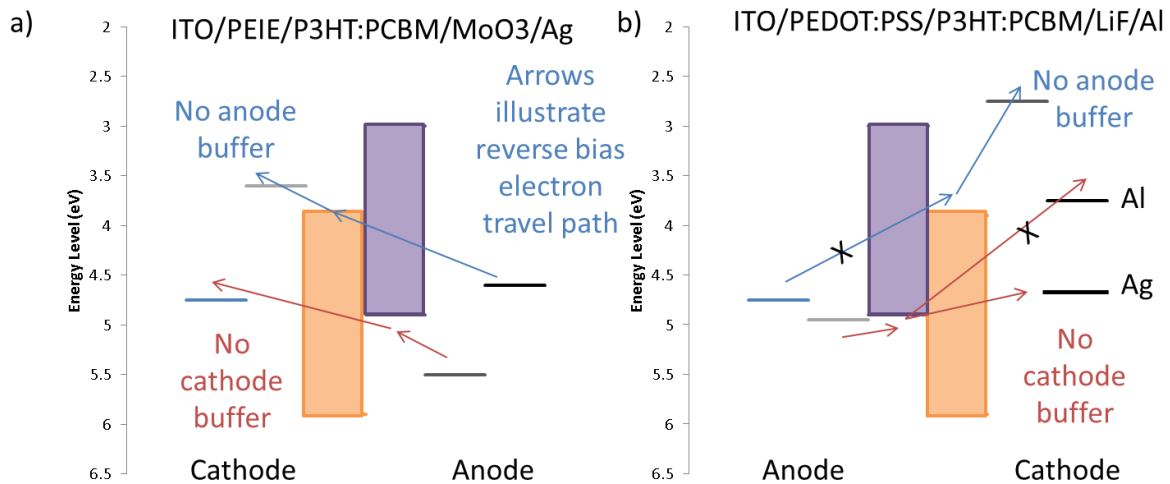 a)
ITO/PEIE/P3HT:PCBM/MoO3/Ag
2
2.5
3
3.5
4
4.5
5
5.5
6
6.5
Energy Level (eV)
No anode
buffer
Arrows
illustrate
reverse bias
electron
travel path
No
cathode
buffer
Cathode
Anode
b)
ITO/PEDOT:PSS/P3HT:PCBM/LiF/Al
2
2.5
3
3.5
4
4.5
5
5.5
6
6.5
Energy Level (eV)
No anode
buffer
Al
Ag
No
cathode
buffer
Anode
Cathode